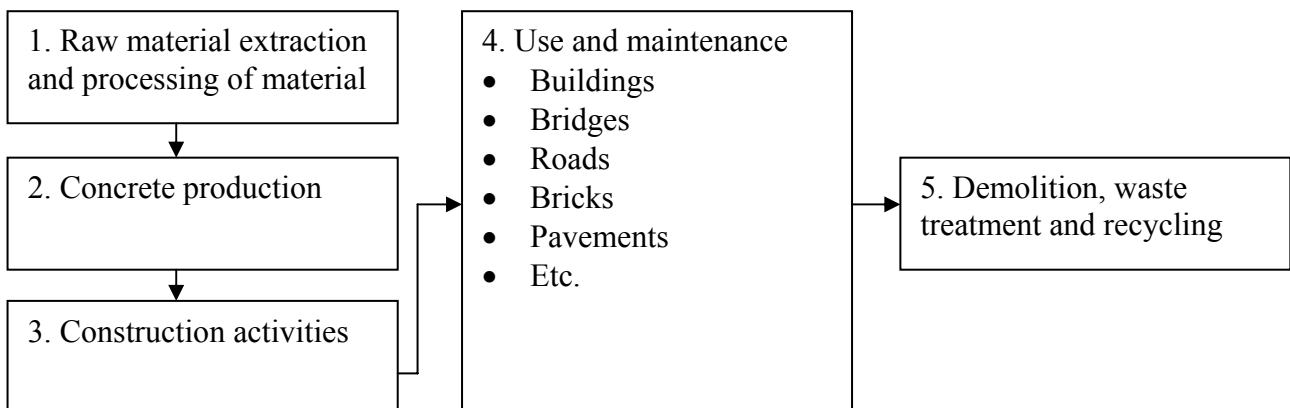 1. Raw material extraction
and processing of material
2. Concrete production
3. Construction activities
4. Use and maintenance
• Buildings
• Bridges
• Roads
• Bricks
• Pavements
• Etc.
5. Demolition, waste
treatment and recycling